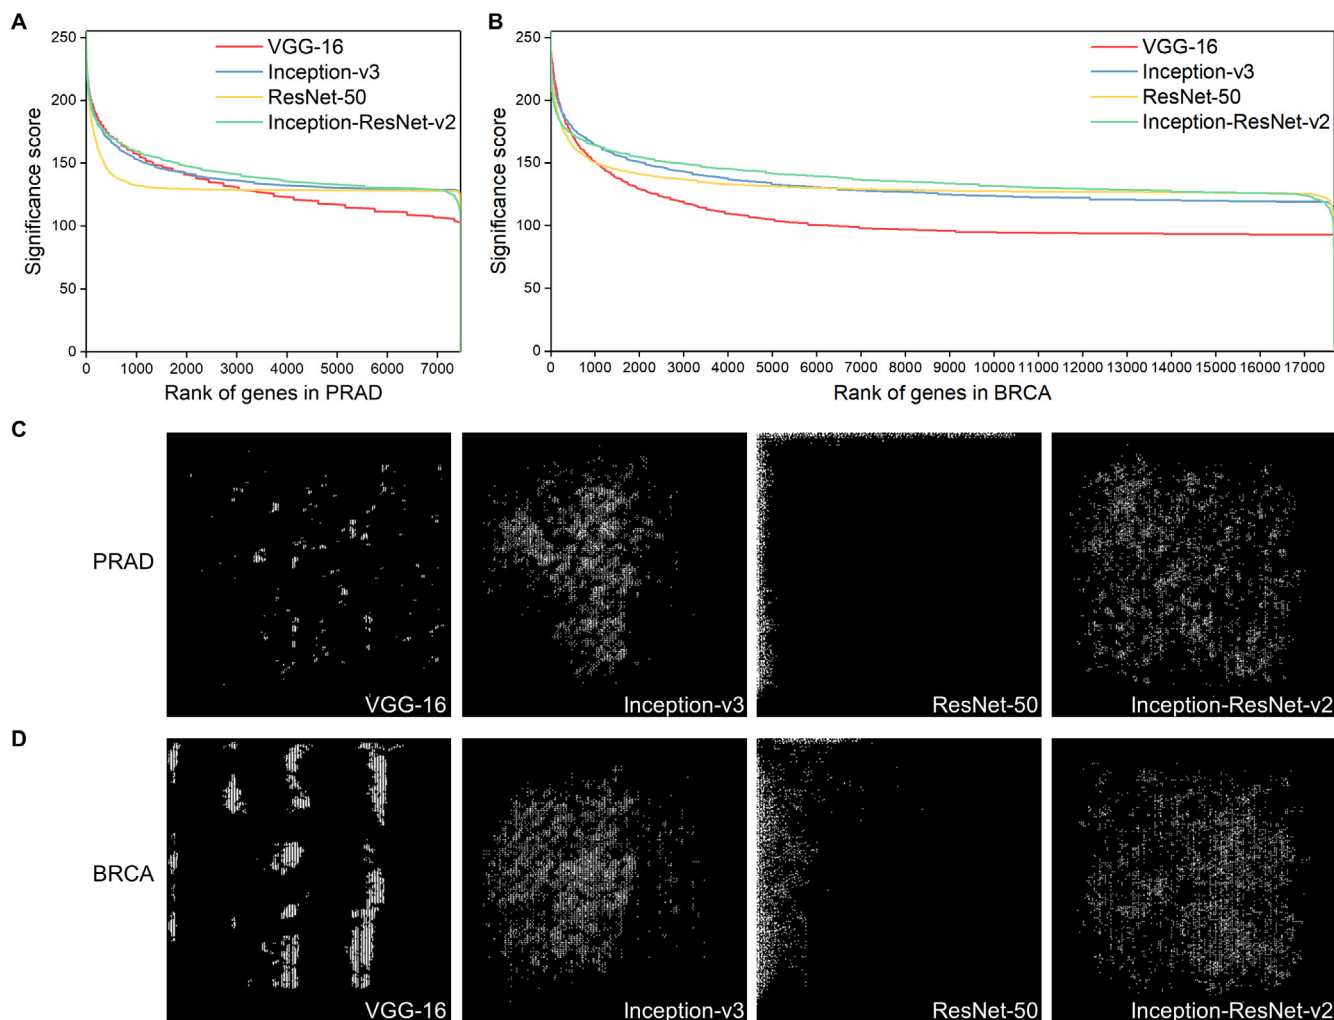 A
250
200
150
100
50
0
Significance score
VGG-16
Inception-v3
ResNet-50
Inception-ResNet-v2
0 1000 2000 3000 4000 5000 6000 7000
Rank of genes in PRAD
B
250
200
150
100
50
0
Significance score
VGG-16
Inception-v3
ResNet-50
Inception-ResNet-v2
0 1000 2000 3000 4000 5000 6000 7000 8000 9000 10000 11000 12000 13000 14000 15000 16000 17000
Rank of genes in BRCA
C
PRAD
VGG-16
Inception-v3
ResNet-50
Inception-ResNet-v2
D
BRCA
VGG-16
Inception-v3
ResNet-50
Inception-ResNet-v2